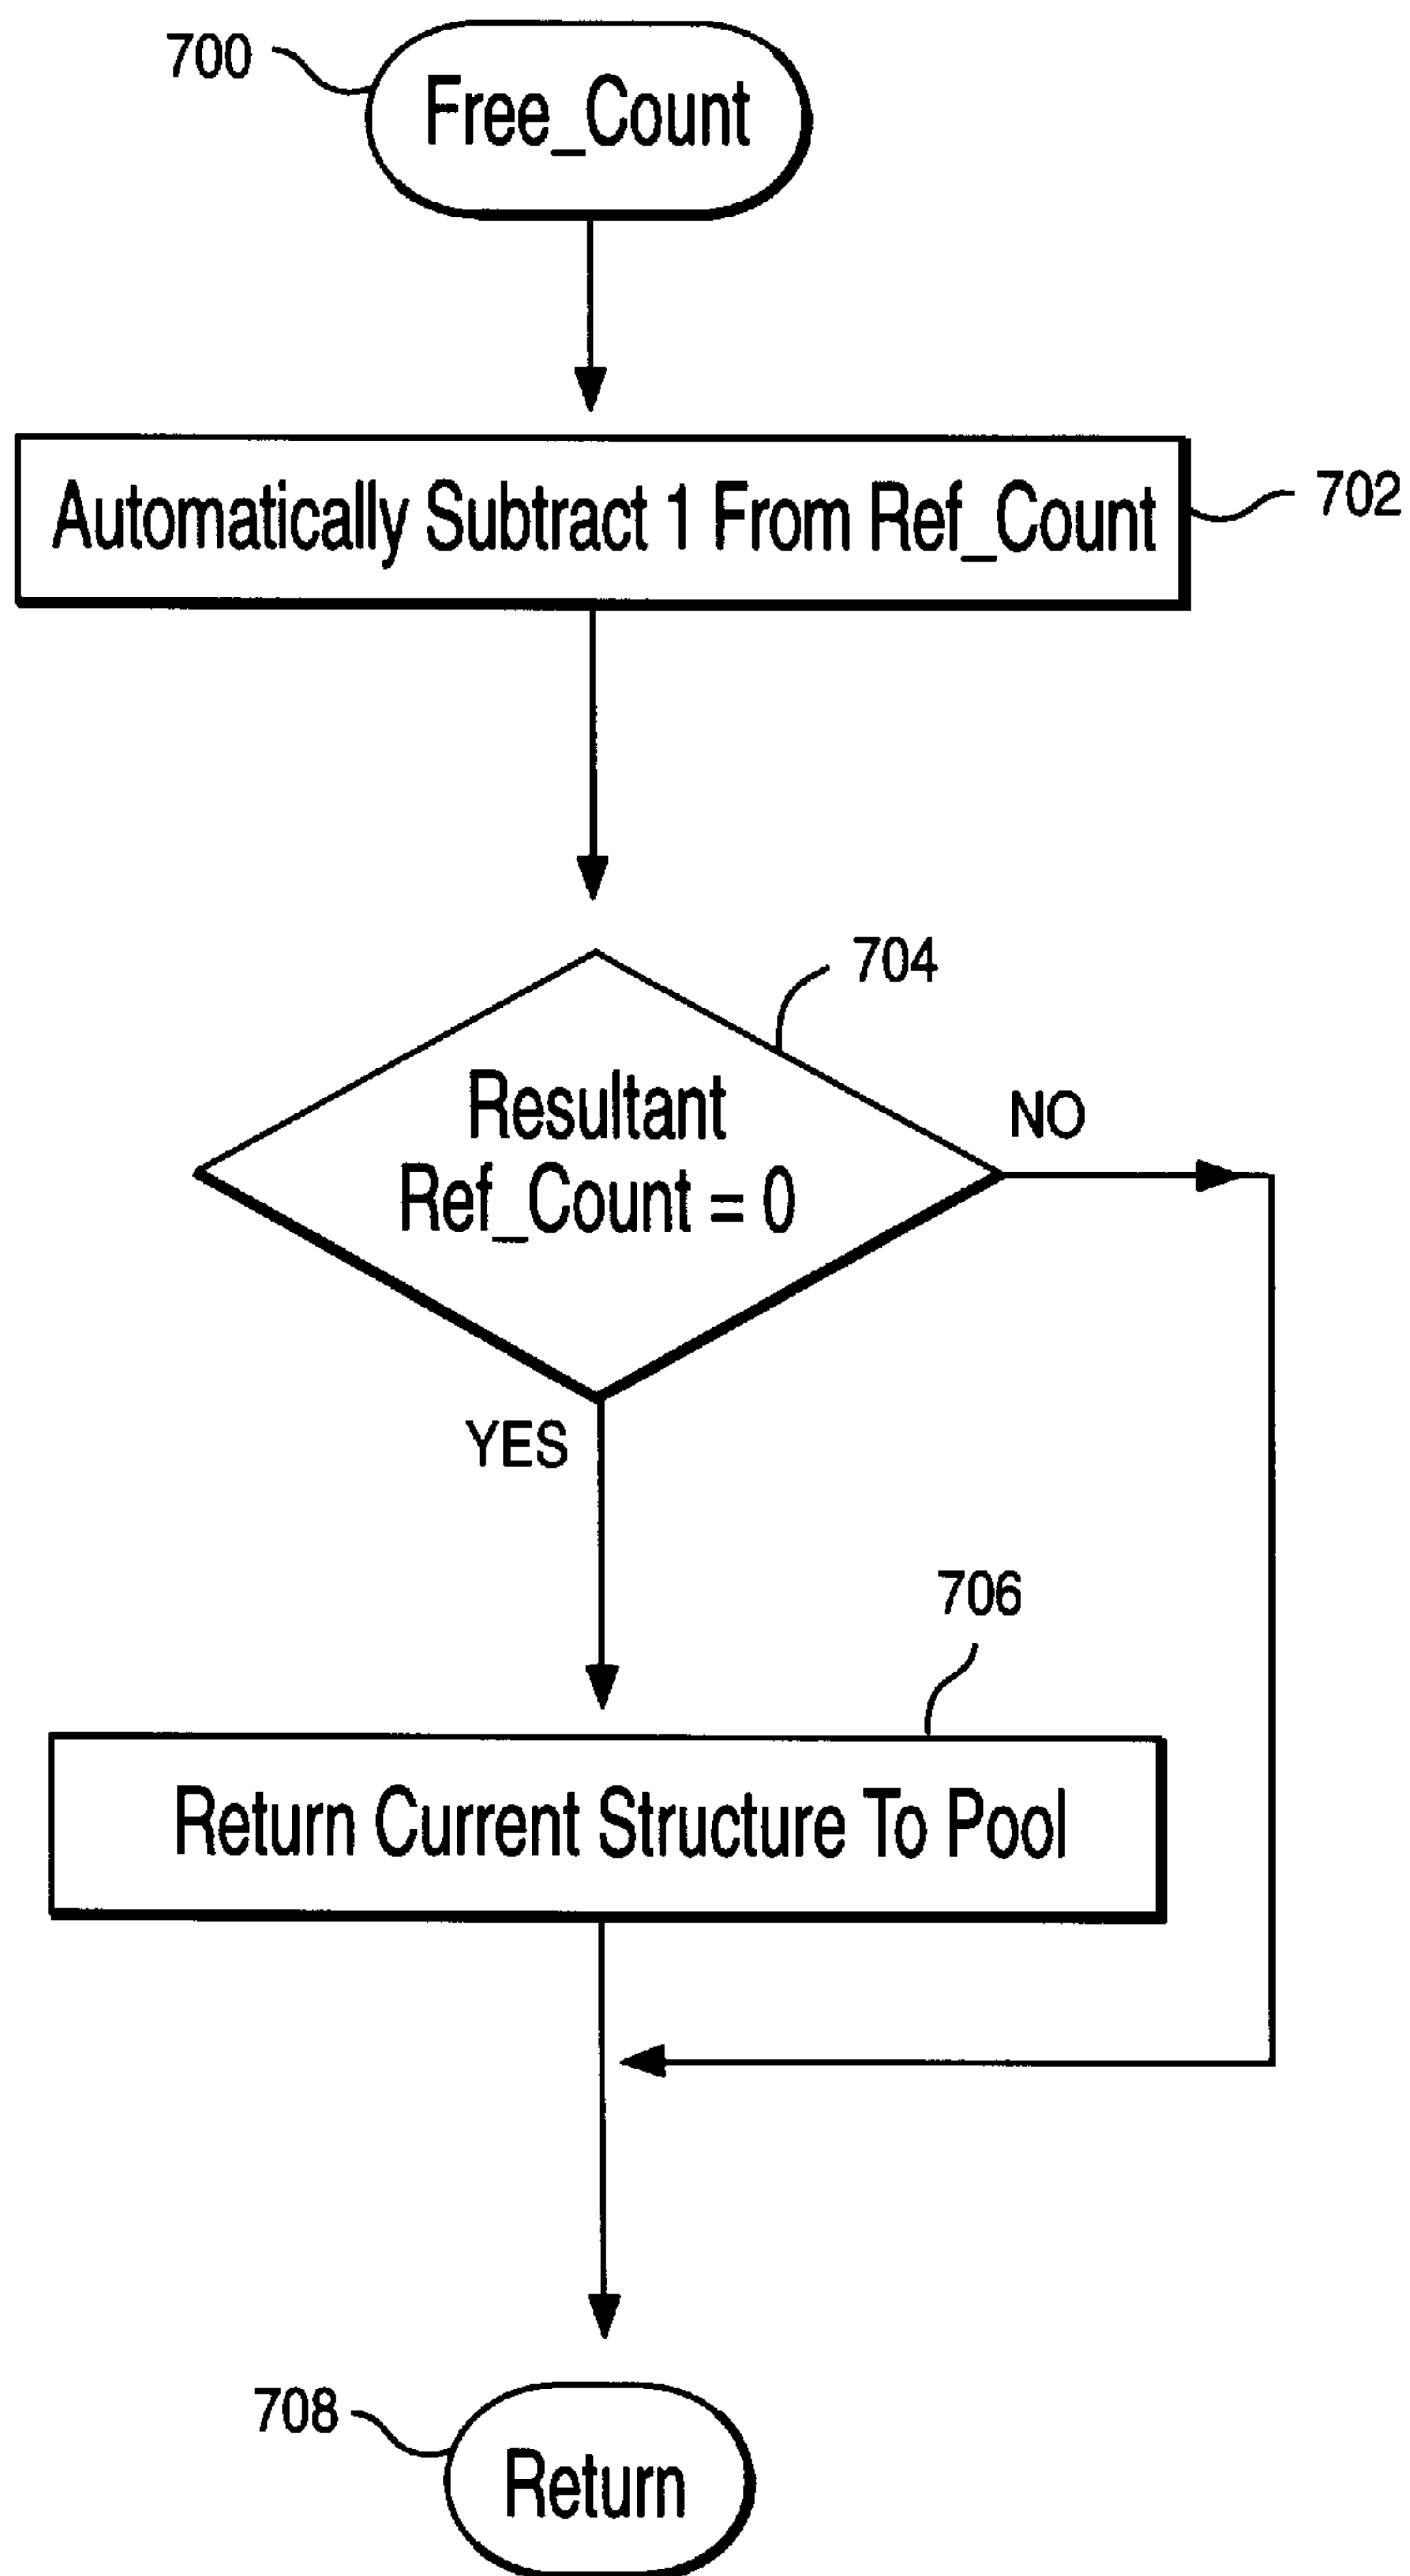 700
Free_Count
Automatically Subtract 1 From Ref_Count
702
704
Resultant
Ref_Count = 0
NO
YES
706
Return Current Structure To Pool
708
Return